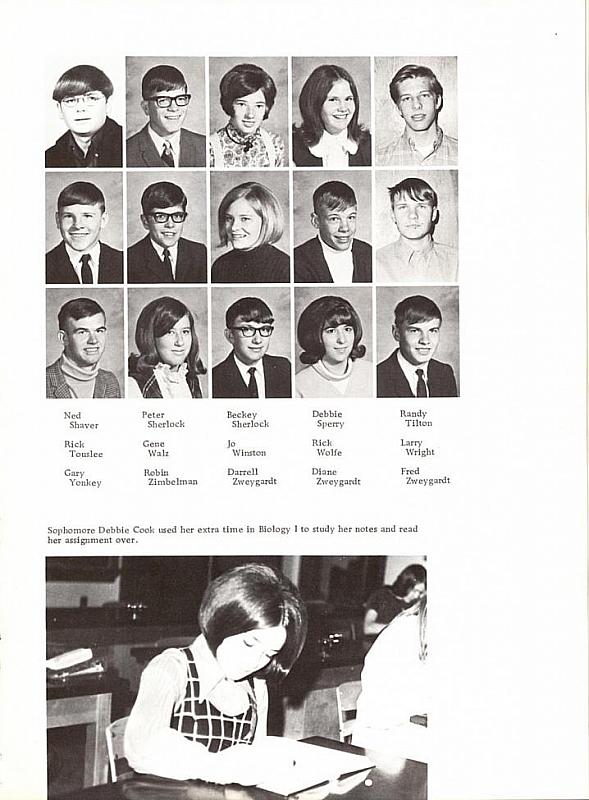 Ned Peter Beckey Debbie Randy
Shaver Sherlock Sherlock Sperry Tilton
Rick Gene Jo Rick Larry
Touslee Walz Winston Wolfe Wright
Gary Robin Darrell Diane Fred
Yonkey Zimbelman Zweygardt Zweygardt Zweygardt
Sophomore Debbie Cook used her extra time in Biology I to study her notes and read
her assignment over.